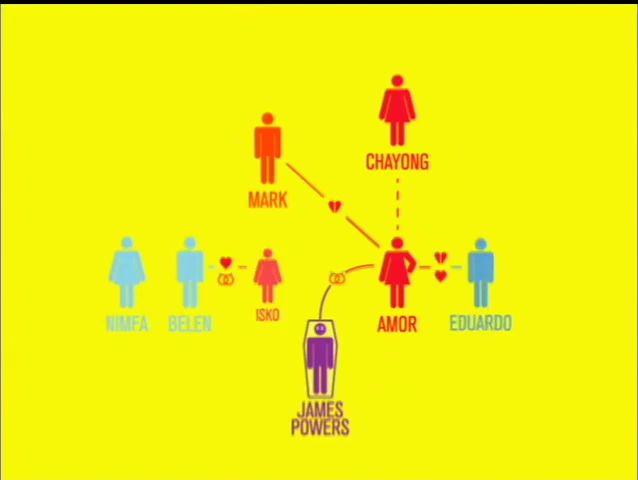 CHAYONG
MARK
NIMFA
BELEN
ISKO
AMOR
EDUARDO
JAMES
POWERS